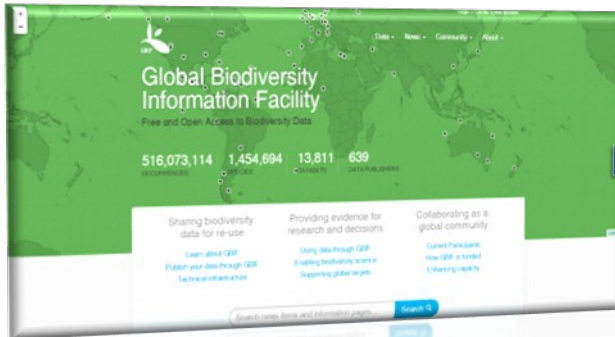 +
-
GBIF
Data News Community About
Global Biodiversity
Information Facility
Free and Open Access to Biodiversity Data
516,073,114 1,454,694 13,811 639
OCCURRENCES SPECIES DATASETS DATA PUBLISHERS
Sharing biodiversity
data for re-use
Learn about GBIF
Publish your data through GBIF
Technical infrastructure
Providing evidence for
research and decisions
Using data through GBIF
Enabling biodiversity science
Supporting global targets
Collaborating as a
global community
Current Participants
How GBIF is funded
Enhancing capacity
Search news items and information pages...
Search